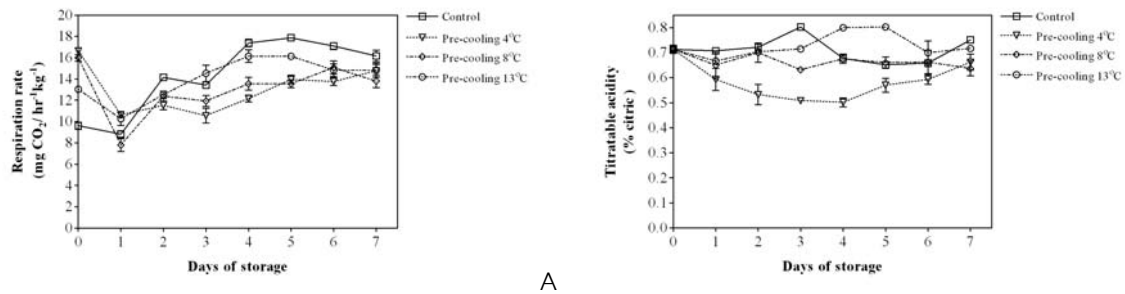 20
18
16
14
12
10
8
6
4
2
0
Respiration rate
(mg CO2/ hr-1kg-1)
0 1 2 3 4 5 6 7
Days of storage
Control
Pre-cooling 4°C
Pre-cooling 8°C
Pre-cooling 13°C
A
0.8
0.7
0.6
0.5
0.4
0.3
0.2
0.1
0.0
Titratable acidity
(% citric)
0 1 2 3 4 5 6 7
Days of storage
Control
Pre-cooling 4°C
Pre-cooling 8°C
Pre-cooling 13°C